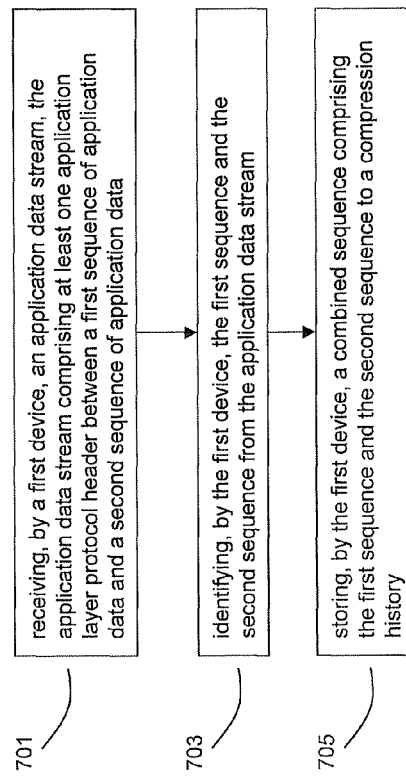 701
receiving, by a first device, an application data stream, the
application data stream comprising at least one application
layer protocol header between a first sequence of application
data and a second sequence of application data
703
identifying, by the first device, the first sequence and the
second sequence from the application data stream
705
storing, by the first device, a combined sequence comprising
the first sequence and the second sequence to a compression
history